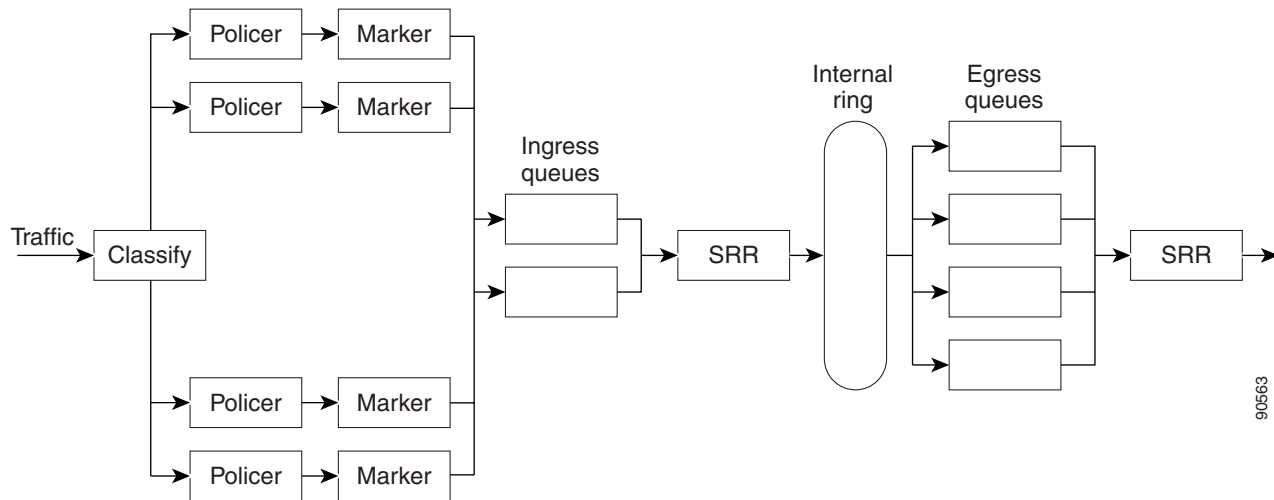 Policer
Marker
Policer
Marker
Internal
ring
Egress
queues
Ingress
queues
Traffic
Classify
SRR
SRR
Policer
Marker
Policer
Marker
90563